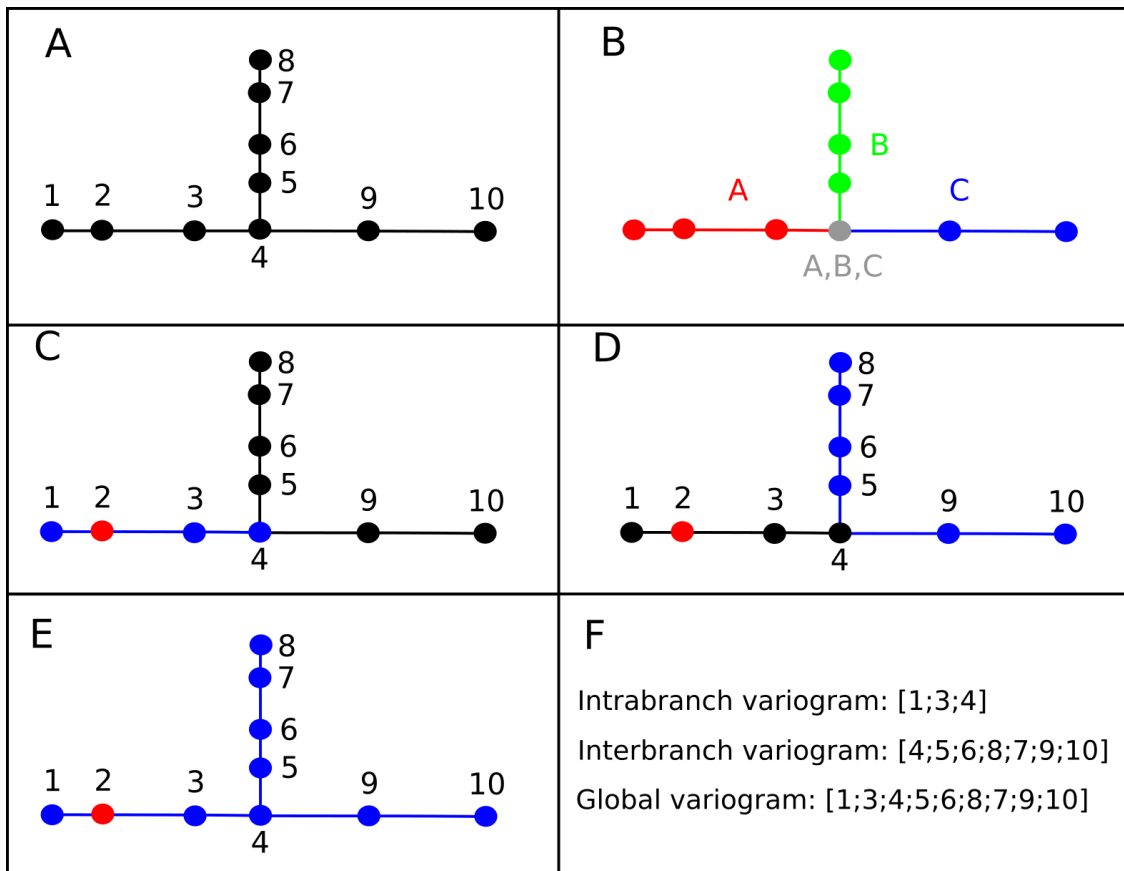 A
8
7
6
5
1 2 3 9 10
4
B
B
A C
A,B,C
C
8
7
6
5
1 2 3 9 10
4
D
8
7
6
5
1 2 3 9 10
4
E
8
7
6
5
1 2 3 9 10
4
F
Intrabranch variogram: [1;3;4]
Interbranch variogram: [4;5;6;8;7;9;10]
Global variogram: [1;3;4;5;6;8;7;9;10]